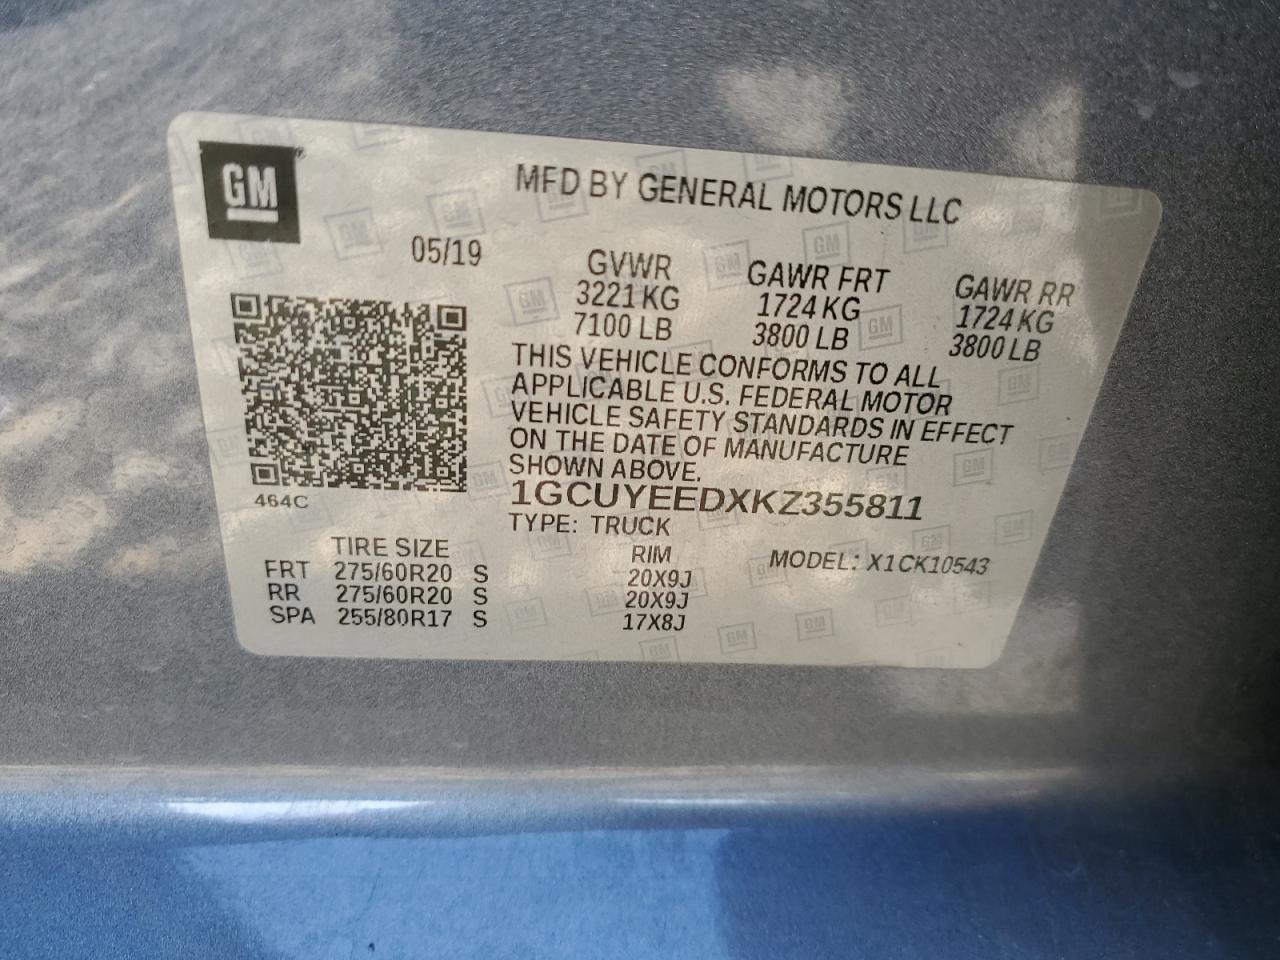 GM
MFD BY GENERAL MOTORS LLC
05/19
GVWR GAWR FRT GAWR RR
3221 KG 1724 KG 1724 KG
7100 LB 3800 LB 3800 LB
THIS VEHICLE CONFORMS TO ALL
APPLICABLE U.S. FEDERAL MOTOR
VEHICLE SAFETY STANDARDS IN EFFECT
ON THE DATE OF MANUFACTURE
SHOWN ABOVE.
464C
1GCUYEEDXKZ355811
TYPE: TRUCK
TIRE SIZE RIM MODEL: X1CK10543
FRT 275/60R20 S 20X9J
RR 275/60R20 S 20X9J
SPA 255/80R17 S 17X8J